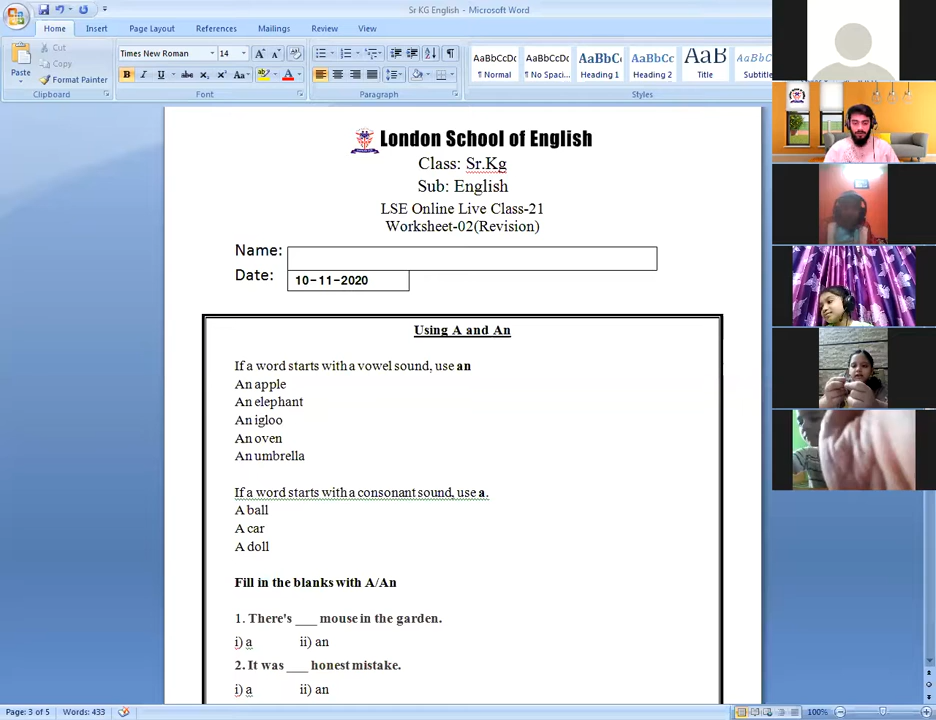 Sr KG English - Microsoft Word
Home Insert Page Layout References Mailings Review View
Paste
Cut
Copy
Format Painter
Times New Roman 14
B I U abc x₂ x² Aa
AaBbCcDc AaBbCcDc AaBbC AaBbCc AaB AaBbCc
¶ Normal ¶ No Spaci... Heading 1 Heading 2 Title Subtitle
Clipboard Font Paragraph Styles
London School of English
Class: Sr.Kg
Sub: English
LSE Online Live Class-21
Worksheet-02(Revision)
Name:
Date: 10-11-2020
Using A and An
If a word starts with a vowel sound, use an
An apple
An elephant
An igloo
An oven
An umbrella
If a word starts with a consonant sound, use a.
A ball
A car
A doll
Fill in the blanks with A/An
1. There's ___ mouse in the garden.
i) a ii) an
2. It was ___ honest mistake.
i) a ii) an
Page: 3 of 5 Words: 433 100%